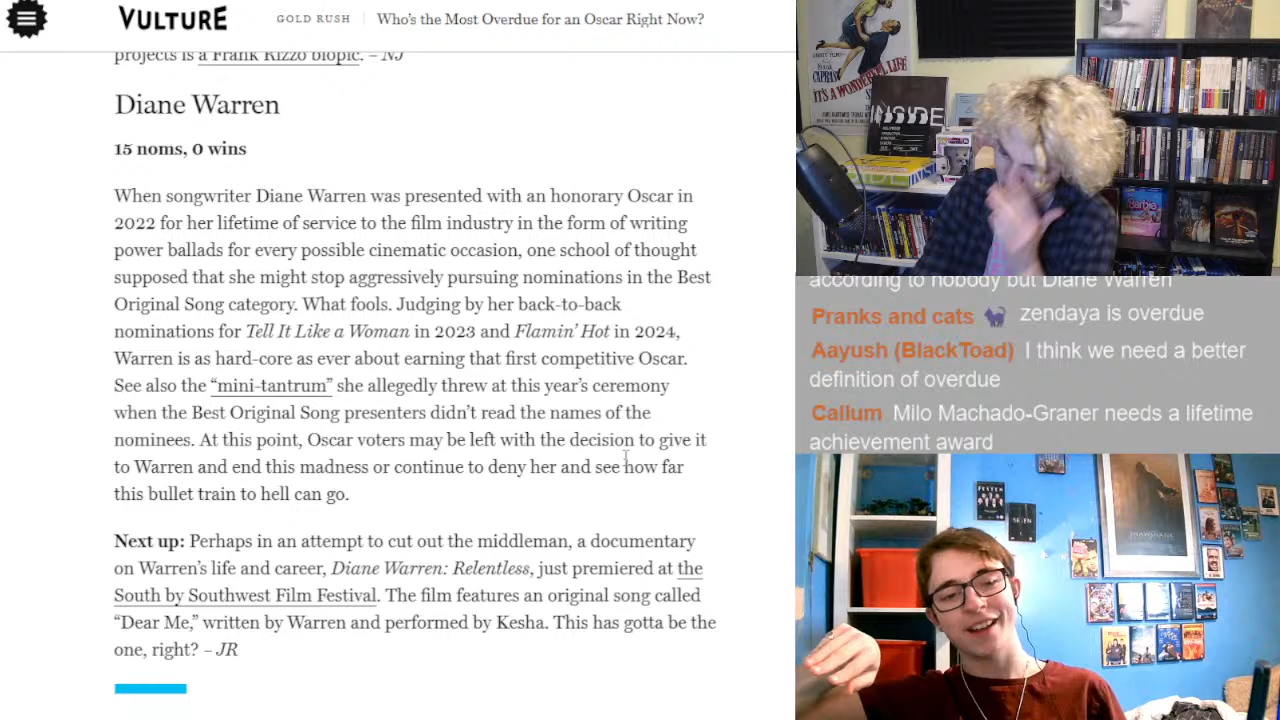 VULTURE
GOLD RUSH
Who's the Most Overdue for an Oscar Right Now?
projects is a Frank Rizzo biopic. – NJ
Diane Warren
15 noms, 0 wins
When songwriter Diane Warren was presented with an honorary Oscar in
2022 for her lifetime of service to the film industry in the form of writing
power ballads for every possible cinematic occasion, one school of thought
supposed that she might stop aggressively pursuing nominations in the Best
Original Song category. What fools. Judging by her back-to-back
nominations for Tell It Like a Woman in 2023 and Flamin' Hot in 2024,
Warren is as hard-core as ever about earning that first competitive Oscar.
See also the “mini-tantrum” she allegedly threw at this year's ceremony
when the Best Original Song presenters didn't read the names of the
nominees. At this point, Oscar voters may be left with the decision to give it
to Warren and end this madness or continue to deny her and see how far
this bullet train to hell can go.
Next up: Perhaps in an attempt to cut out the middleman, a documentary
on Warren's life and career, Diane Warren: Relentless, just premiered at the
South by Southwest Film Festival. The film features an original song called
“Dear Me,” written by Warren and performed by Kesha. This has gotta be the
one, right? – JR
IT'S A WONDERFUL LIFE
INSIDE
Barbie
according to nobody but Diane Warren
Pranks and cats zendaya is overdue
Aayush (BlackToad) I think we need a better
definition of overdue
Callum Milo Machado-Graner needs a lifetime
achievement award